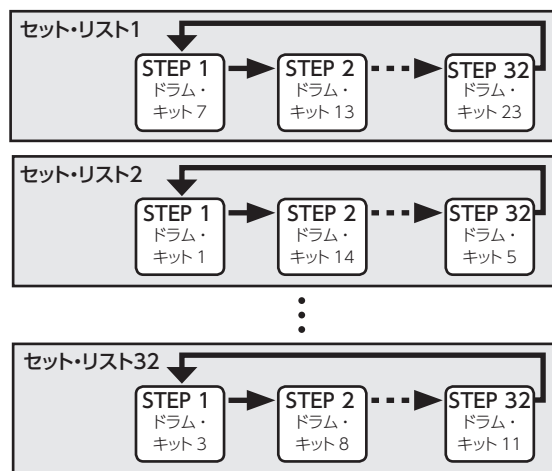 セット・リスト1
STEP 1
ドラム・
キット 7
STEP 2
ドラム・
キット 13
STEP 32
ドラム・
キット 23
セット・リスト2
STEP 1
ドラム・
キット 1
STEP 2
ドラム・
キット 14
STEP 32
ドラム・
キット 5
セット・リスト32
STEP 1
ドラム・
キット 3
STEP 2
ドラム・
キット 8
STEP 32
ドラム・
キット 11